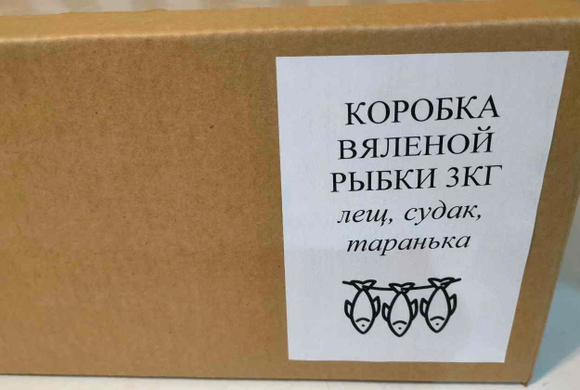 КОРОБКА
ВЯЛЕНОЙ
РЫБКИ 3КГ
лещ, судак,
таранька